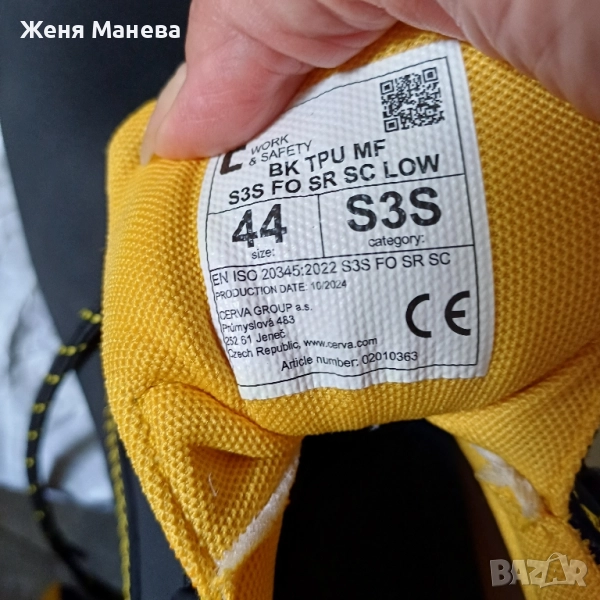 Женя Манева
WORK
& SAFETY
BK TPU MF
S3S FO SR SC LOW
44
size:
S3S
category:
EN ISO 20345:2022 S3S FO SR SC
PRODUCTION DATE: 10/2024
CERVA GROUP a.s.
Průmyslová 483
252 61 Jeneč
Czech Republic, www.cerva.com
Article number: 02010363
CE
BAZAR